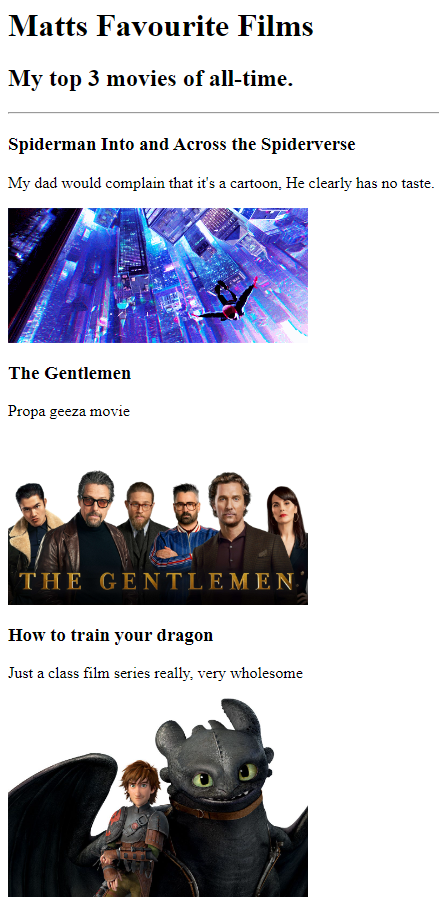 Matts Favourite Films
My top 3 movies of all-time.
Spiderman Into and Across the Spiderverse
My dad would complain that it's a cartoon, He clearly has no taste.
The Gentlemen
Propa geeza movie
THE GENTLEMEN
How to train your dragon
Just a class film series really, very wholesome